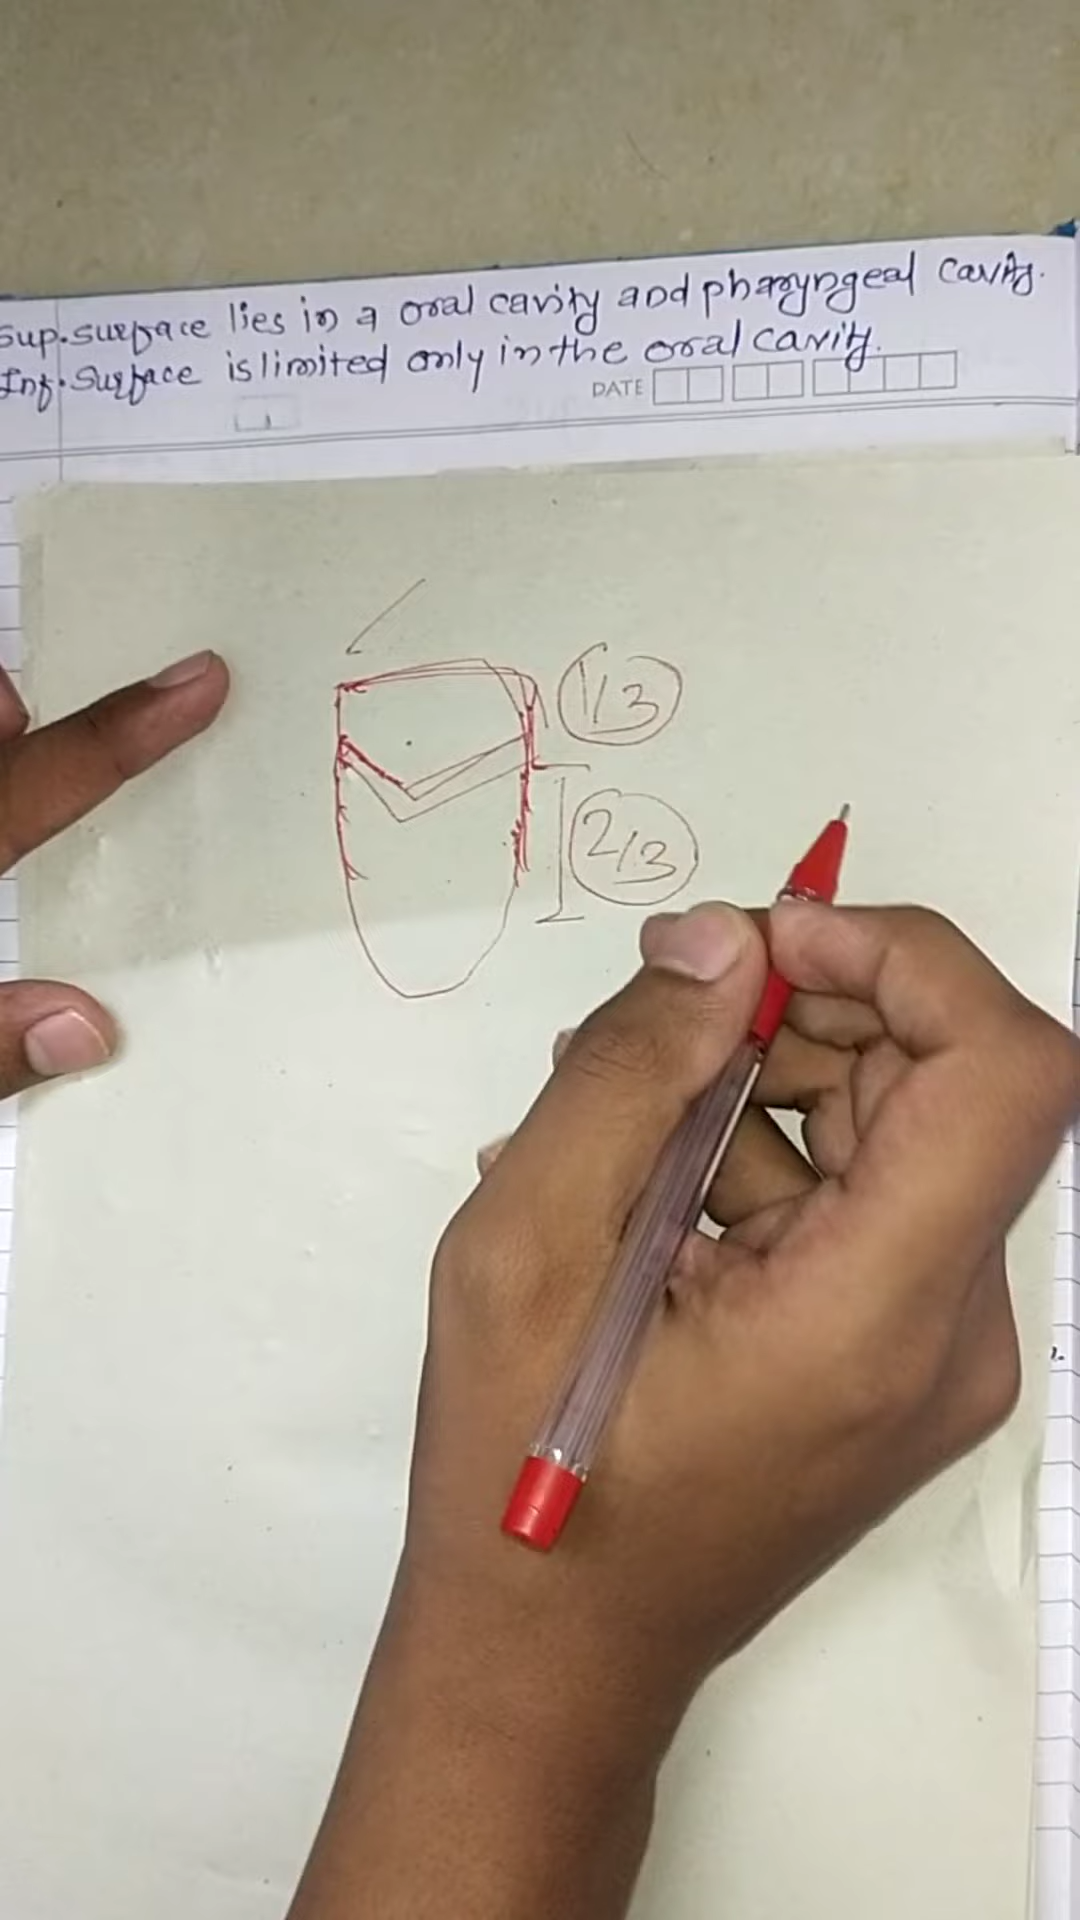 Sup. surface lies in a oral cavity and pharyngeal cavity.
Inf. Surface is limited only in the oral cavity.
DATE
1/3
2/3